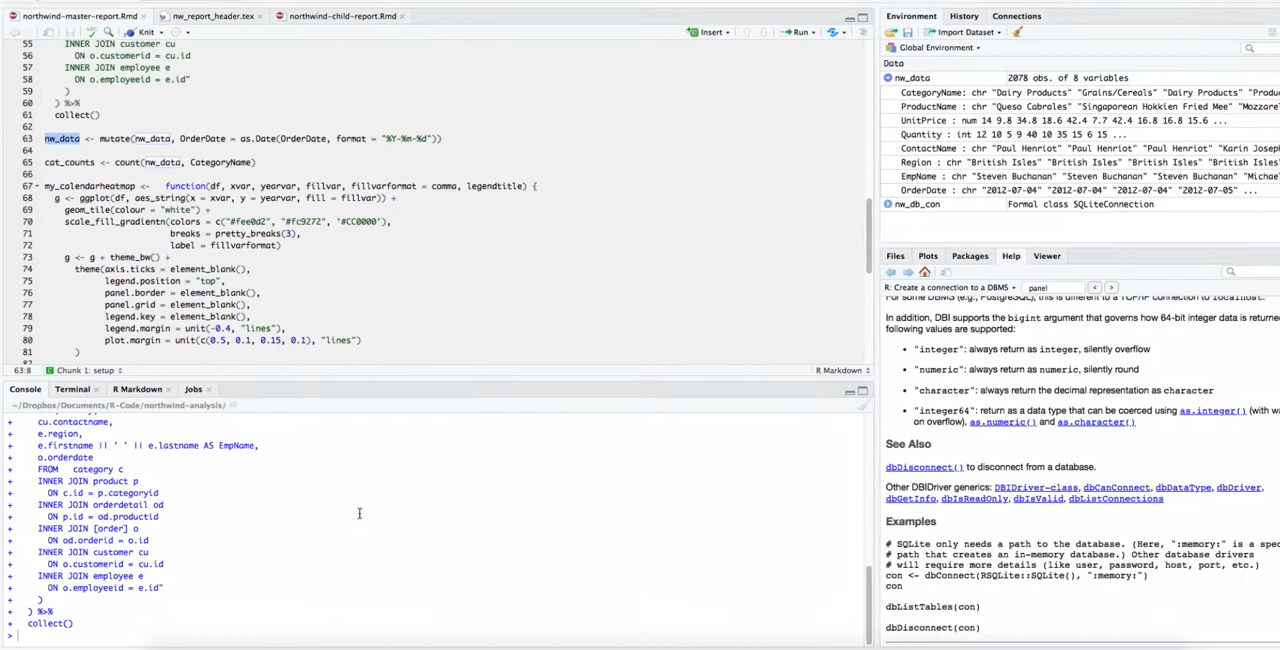 northwind-master-report.Rmd × nw_report_header.tex × northwind-child-report.Rmd ×
Knit Insert Run
55 INNER JOIN customer cu
56 ON o.customerid = cu.id
57 INNER JOIN employee e
58 ON o.employeeid = e.id"
59 )
60 ) %>%
61 collect()
62
63 nw_data <- mutate(nw_data, OrderDate = as.Date(OrderDate, format = "%Y-%m-%d"))
64
65 cat_counts <- count(nw_data, CategoryName)
66
67 my_calendarheatmap <- function(df, xvar, yearvar, fillvar, fillvarformat = comma, legendtitle) {
68 g <- ggplot(df, aes_string(x = xvar, y = yearvar, fill = fillvar)) +
69 geom_tile(colour = "white") +
70 scale_fill_gradientn(colors = c("#fee0d2", "#fc9272", '#CC0000'),
71 breaks = pretty_breaks(3),
72 label = fillvarformat)
73 g <- g + theme_bw() +
74 theme(axis.ticks = element_blank(),
75 legend.position = "top",
76 panel.border = element_blank(),
77 panel.grid = element_blank(),
78 legend.key = element_blank(),
79 legend.margin = unit(-0.4, "lines"),
80 plot.margin = unit(c(0.5, 0.1, 0.15, 0.1), "lines")
81 )
63:8 Chunk 1: setup R Markdown
Console Terminal × R Markdown × Jobs ×
~/Dropbox/Documents/R-Code/northwind-analysis/
+ cu.contactname,
+ e.region,
+ e.firstname || ' ' || e.lastname AS EmpName,
+ o.orderdate
+ FROM category c
+ INNER JOIN product p
+ ON c.id = p.categoryid
+ INNER JOIN orderdetail od
+ ON p.id = od.productid
+ INNER JOIN [order] o
+ ON od.orderid = o.id
+ INNER JOIN customer cu
+ ON o.customerid = cu.id
+ INNER JOIN employee e
+ ON o.employeeid = e.id"
+ )
+ ) %>%
+ collect()
>
Environment History Connections
Import Dataset
Global Environment
Data
nw_data 2078 obs. of 8 variables
CategoryName: chr "Dairy Products" "Grains/Cereals" "Dairy Products" "Produ
ProductName : chr "Queso Cabrales" "Singaporean Hokkien Fried Mee" "Mozzare
UnitPrice : num 14 9.8 34.8 18.6 42.4 7.7 42.4 16.8 16.8 15.6 ...
Quantity : int 12 10 5 9 40 10 35 15 6 15 ...
ContactName : chr "Paul Henriot" "Paul Henriot" "Paul Henriot" "Karin Joseph
Region : chr "British Isles" "British Isles" "British Isles" "British Isles"
EmpName : chr "Steven Buchanan" "Steven Buchanan" "Steven Buchanan" "Michael
OrderDate : chr "2012-07-04" "2012-07-04" "2012-07-04" "2012-07-05" ...
nw_db_con Formal class SQLiteConnection
Files Plots Packages Help Viewer
R: Create a connection to a DBMS panel
For some DBMS (e.g., PostgreSQL), this is different to a TCP/IP connection to localhost.
In addition, DBI supports the bigint argument that governs how 64-bit integer data is returned
following values are supported:
• "integer": always return as integer, silently overflow
• "numeric": always return as numeric, silently round
• "character": always return the decimal representation as character
• "integer64": return as a data type that can be coerced using as.integer() (with wa
on overflow), as.numeric() and as.character()
See Also
dbDisconnect() to disconnect from a database.
Other DBIDriver generics: DBIDriver-class, dbCanConnect, dbDataType, dbDriver,
dbGetInfo, dbIsReadOnly, dbIsValid, dbListConnections
Examples
# SQLite only needs a path to the database. (Here, ":memory:" is a spec
# path that creates an in-memory database.) Other database drivers
# will require more details (like user, password, host, port, etc.)
con <- dbConnect(RSQLite::SQLite(), ":memory:")
con
dbListTables(con)
dbDisconnect(con)